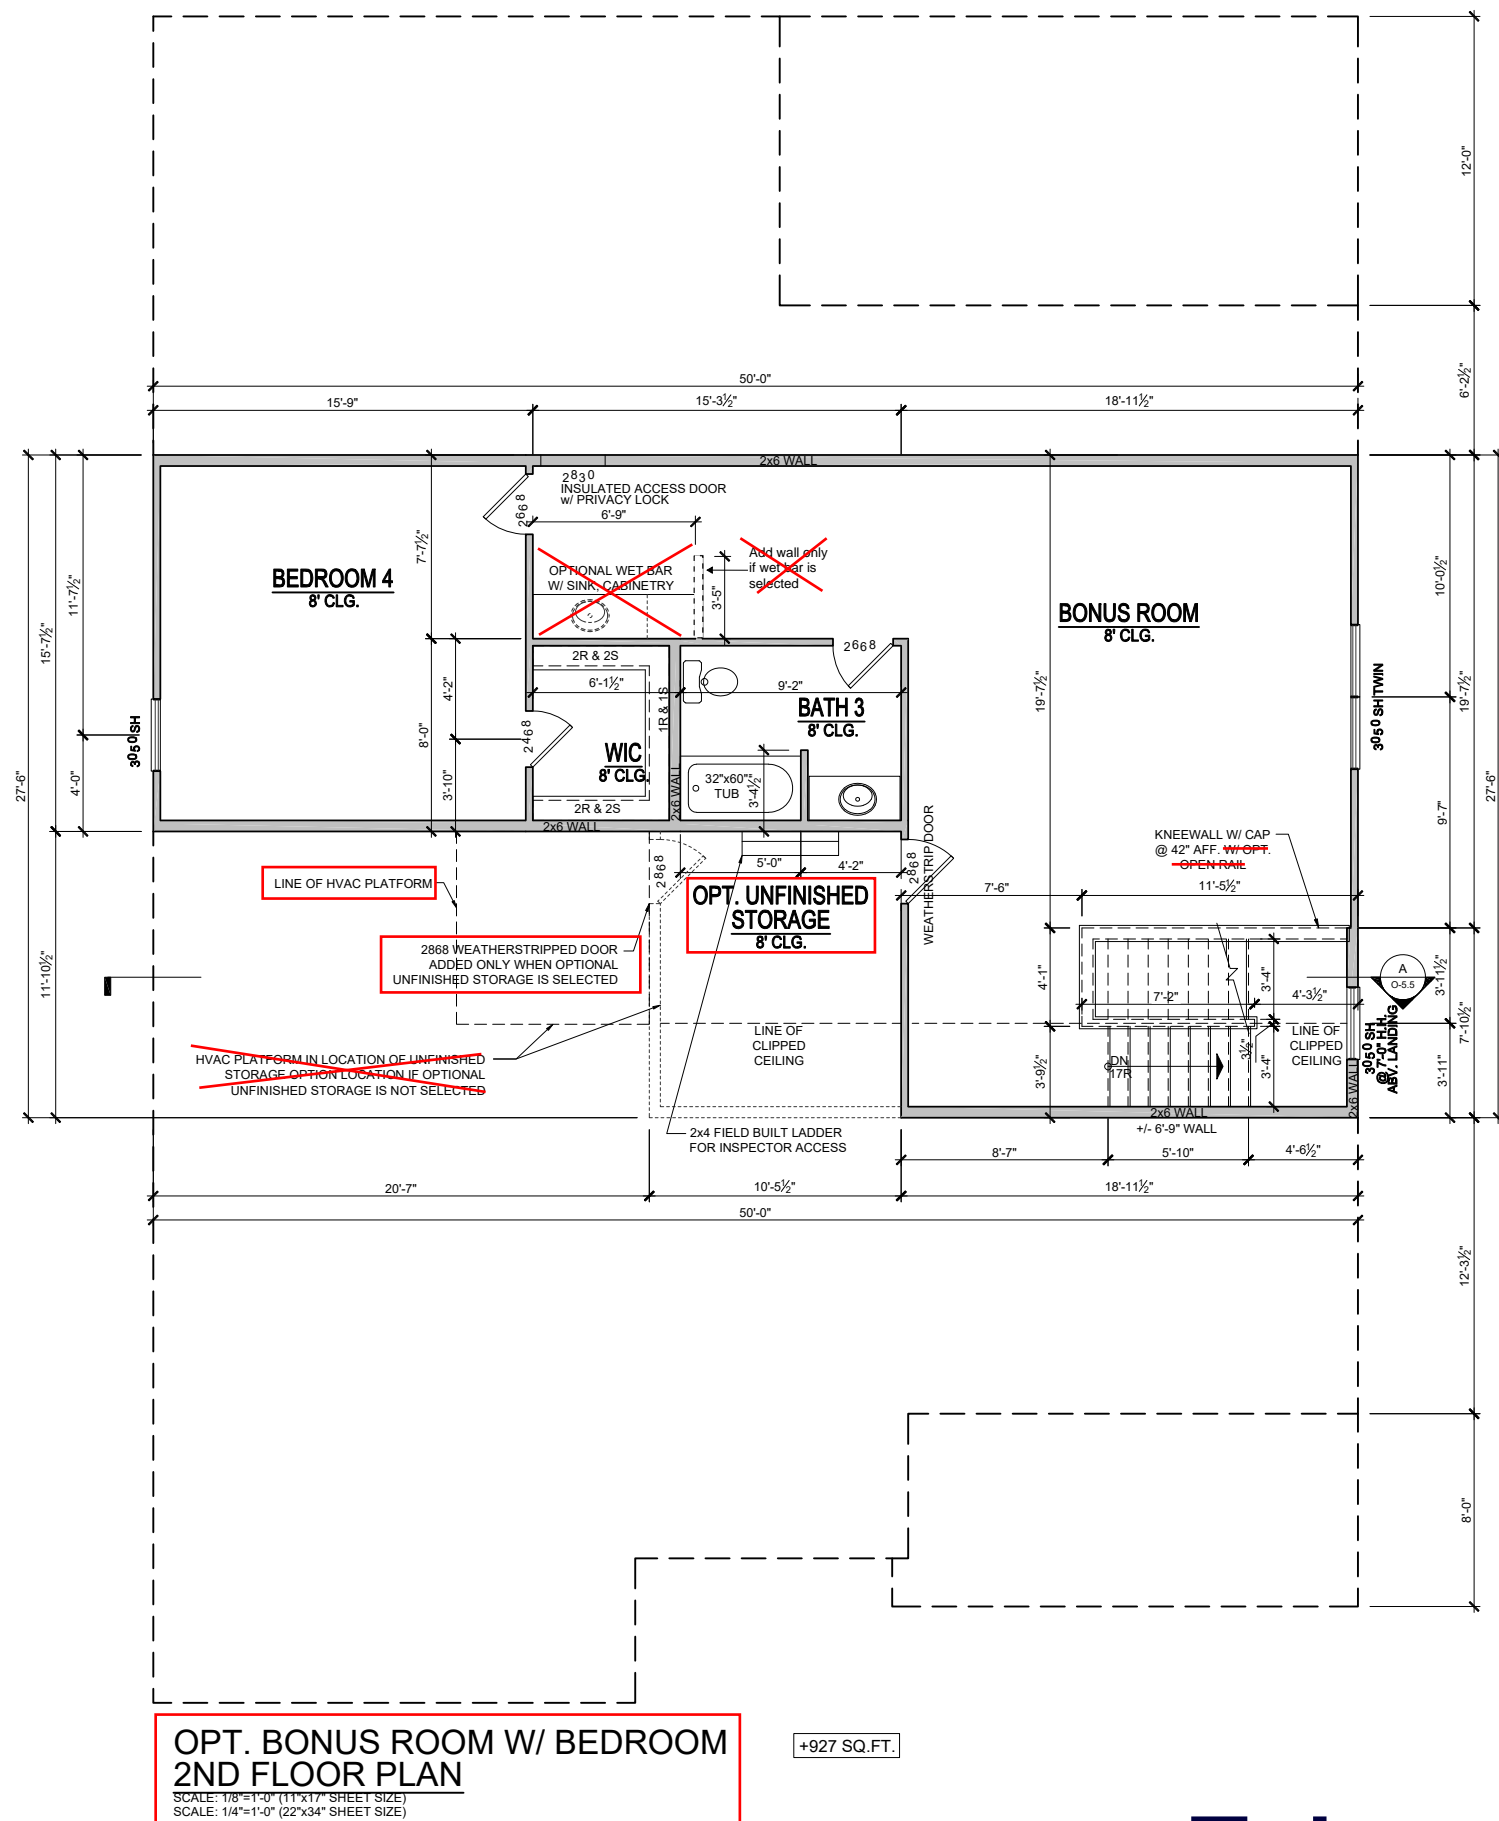 12'-0"
6'-2½"
50'-0"
15'-9"
15'-3½"
18'-11½"
2x6 WALL
2830
INSULATED ACCESS DOOR
w/ PRIVACY LOCK
6'-9"
2668
7'-7½"
11'-7½"
15'-7½"
27'-6"
4'-0"
11'-10½"
OPTIONAL WET BAR
W/ SINK, CABINETRY
Add wall only
if wet bar is
selected
3'-5"
BEDROOM 4
8' CLG.
BONUS ROOM
8' CLG.
10'-0½"
19'-7½"
19'-7½"
27'-6"
9'-7"
3050 SH
3050 SH TWIN
2668
2R & 2S
6'-1½"
1R & 1S
9'-2"
4'-2"
8'-0"
3'-10"
2468
WIC
8' CLG.
BATH 3
8' CLG.
32"x60"
TUB
3'-4½"
2R & 2S
2x6 WALL
2x6 WALL
2868
5'-0"
4'-2"
2868
WEATHERSTRIP DOOR
KNEEWALL W/ CAP
@ 42" AFF. W/ OPT.
OPEN RAIL
7'-6"
11'-5½"
LINE OF HVAC PLATFORM
OPT. UNFINISHED
STORAGE
8' CLG.
2868 WEATHERSTRIPPED DOOR
ADDED ONLY WHEN OPTIONAL
UNFINISHED STORAGE IS SELECTED
4'-1"
7'-2"
3'-4"
4'-3½"
A
O-5.5
3'-11½"
7'-10½"
3'-11"
3050 SH
@ 7'-0" H.H.
ABV. LANDING
HVAC PLATFORM IN LOCATION OF UNFINISHED
STORAGE OPTION LOCATION IF OPTIONAL
UNFINISHED STORAGE IS NOT SELECTED
LINE OF
CLIPPED
CEILING
LINE OF
CLIPPED
CEILING
3'-9½"
DN
17R
3½"
3'-4"
2x6 WALL
2x6 WALL
+/- 6'-9" WALL
2x4 FIELD BUILT LADDER
FOR INSPECTOR ACCESS
8'-7"
5'-10"
4'-6½"
20'-7"
10'-5½"
18'-11½"
50'-0"
12'-3½"
8'-0"
OPT. BONUS ROOM W/ BEDROOM
2ND FLOOR PLAN
SCALE: 1/8"=1'-0" (11"x17" SHEET SIZE)
SCALE: 1/4"=1'-0" (22"x34" SHEET SIZE)
+927 SQ.FT.